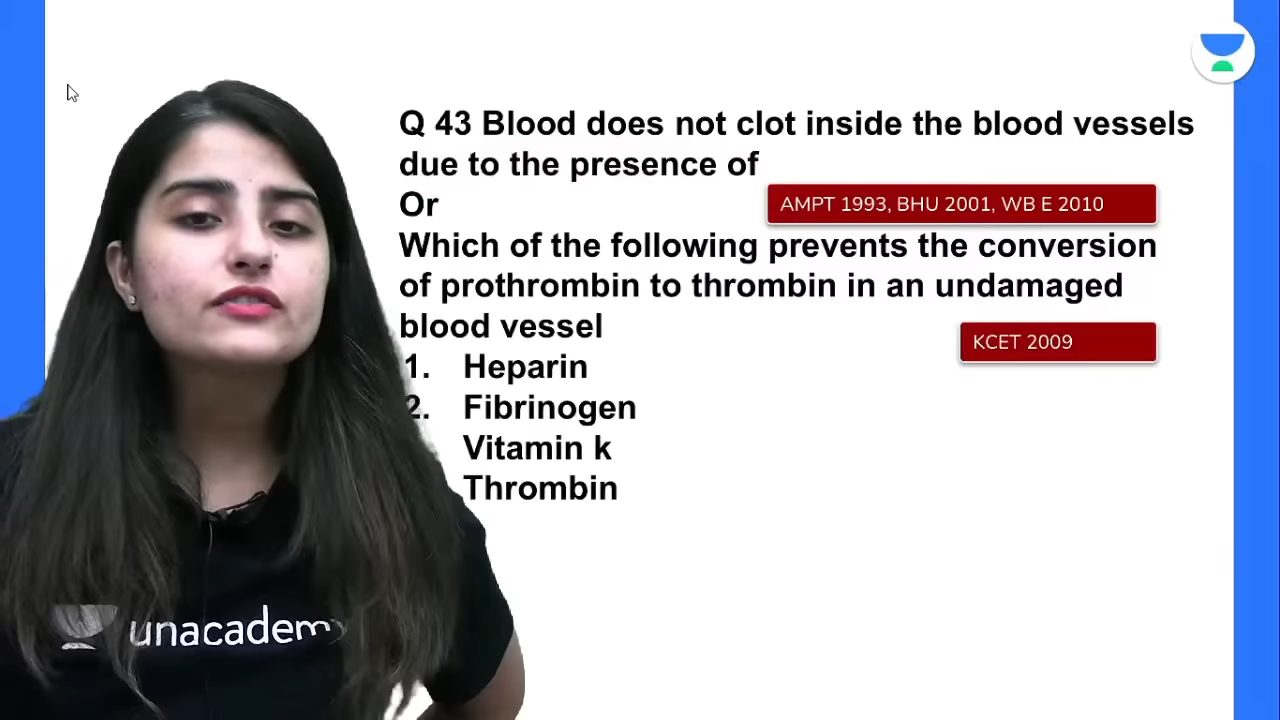 Q 43 Blood does not clot inside the blood vessels
due to the presence of
Or
AMPT 1993, BHU 2001, WB E 2010
Which of the following prevents the conversion
of prothrombin to thrombin in an undamaged
blood vessel
KCET 2009
1. Heparin
2. Fibrinogen
Vitamin k
Thrombin
unacademy